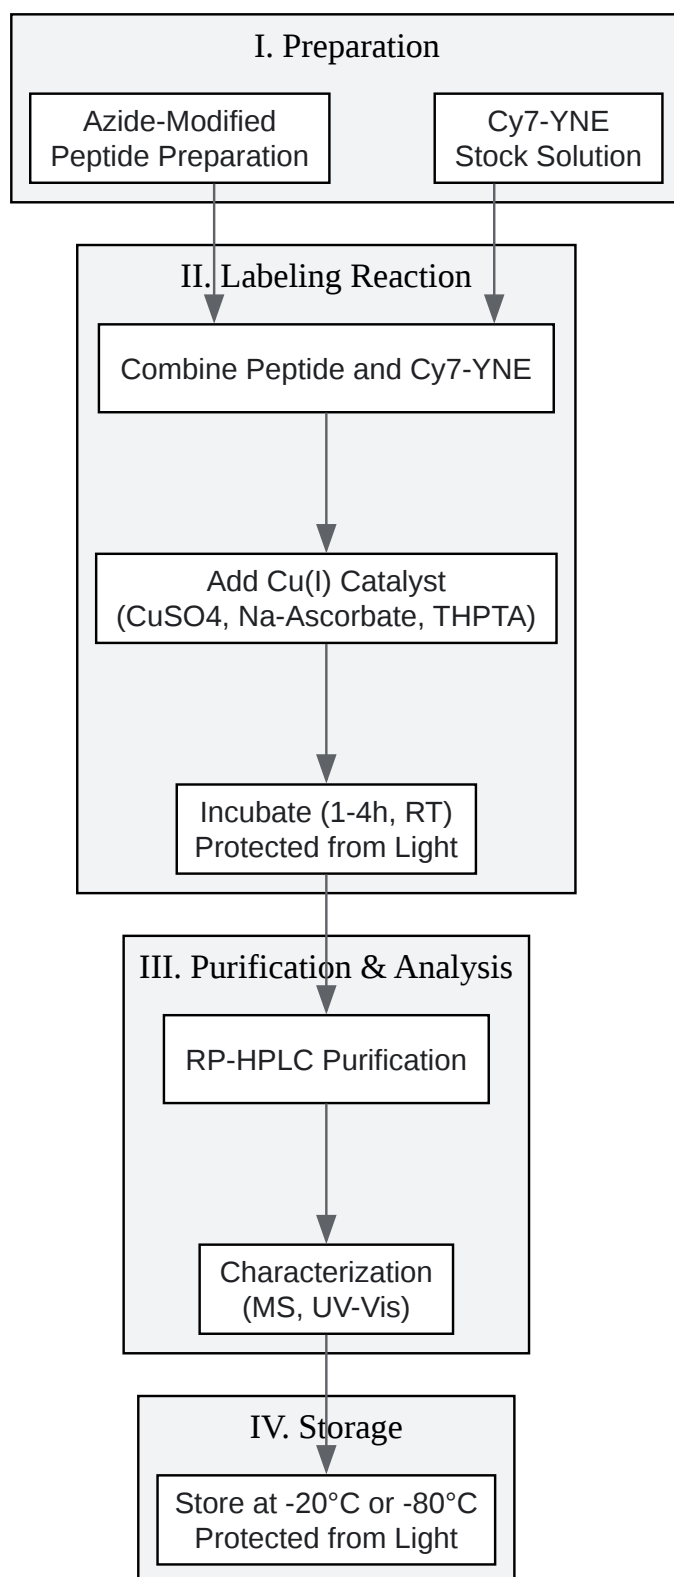 I. Preparation
Azide-Modified
Peptide Preparation
Cy7-YNE
Stock Solution
II. Labeling Reaction
Combine Peptide and Cy7-YNE
Add Cu(I) Catalyst
(CuSO4, Na-Ascorbate, THPTA)
Incubate (1-4h, RT)
Protected from Light
III. Purification & Analysis
RP-HPLC Purification
Characterization
(MS, UV-Vis)
IV. Storage
Store at -20°C or -80°C
Protected from Light